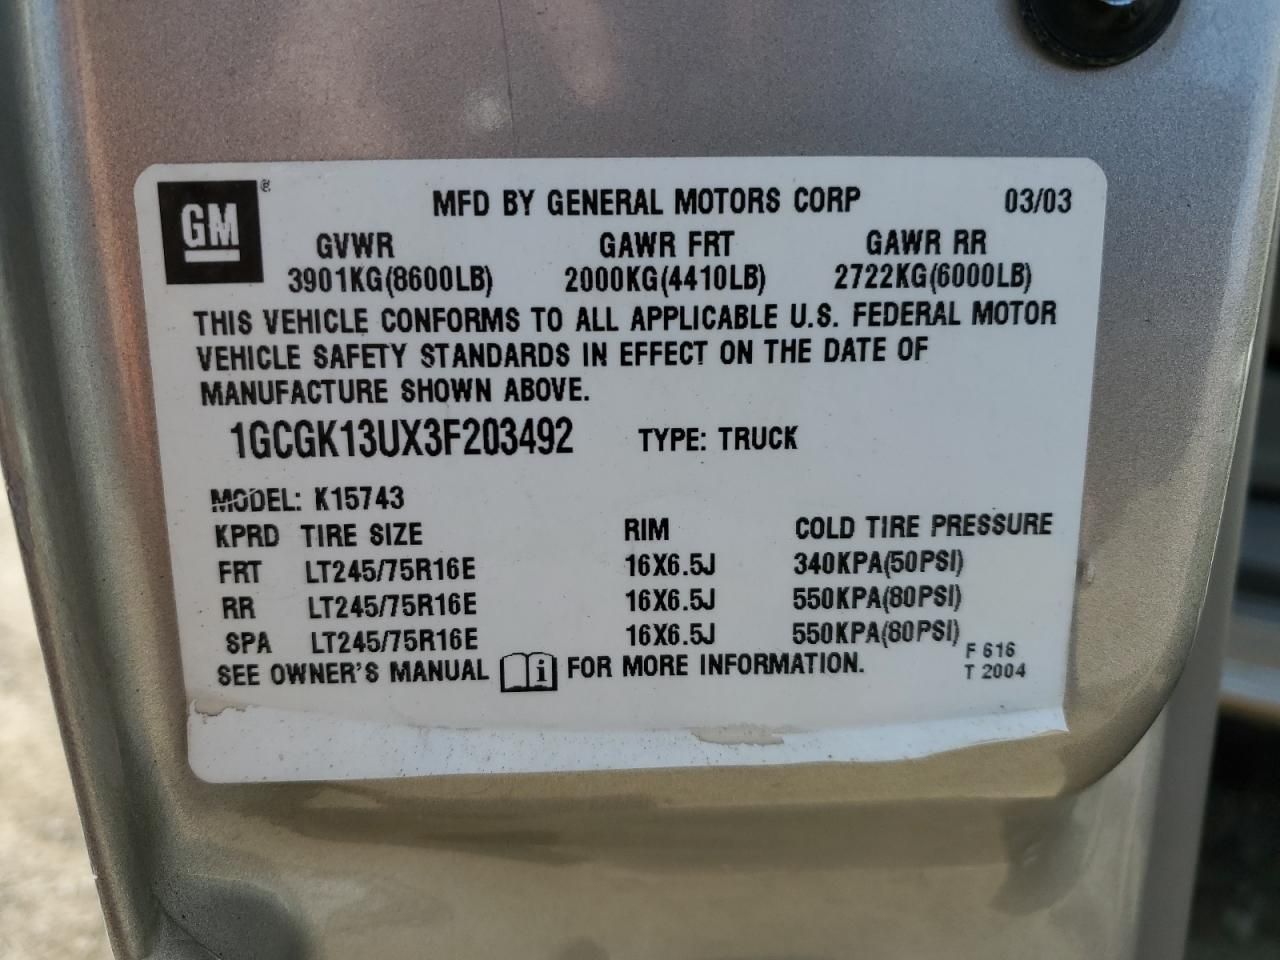 GM ®
MFD BY GENERAL MOTORS CORP 03/03
GVWR GAWR FRT GAWR RR
3901KG(8600LB) 2000KG(4410LB) 2722KG(6000LB)
THIS VEHICLE CONFORMS TO ALL APPLICABLE U.S. FEDERAL MOTOR
VEHICLE SAFETY STANDARDS IN EFFECT ON THE DATE OF
MANUFACTURE SHOWN ABOVE.
1GCGK13UX3F203492 TYPE: TRUCK
MODEL: K15743
KPRD TIRE SIZE RIM COLD TIRE PRESSURE
FRT LT245/75R16E 16X6.5J 340KPA(50PSI)
RR LT245/75R16E 16X6.5J 550KPA(80PSI)
SPA LT245/75R16E 16X6.5J 550KPA(80PSI)
SEE OWNER'S MANUAL i FOR MORE INFORMATION.
F 616
T 2004